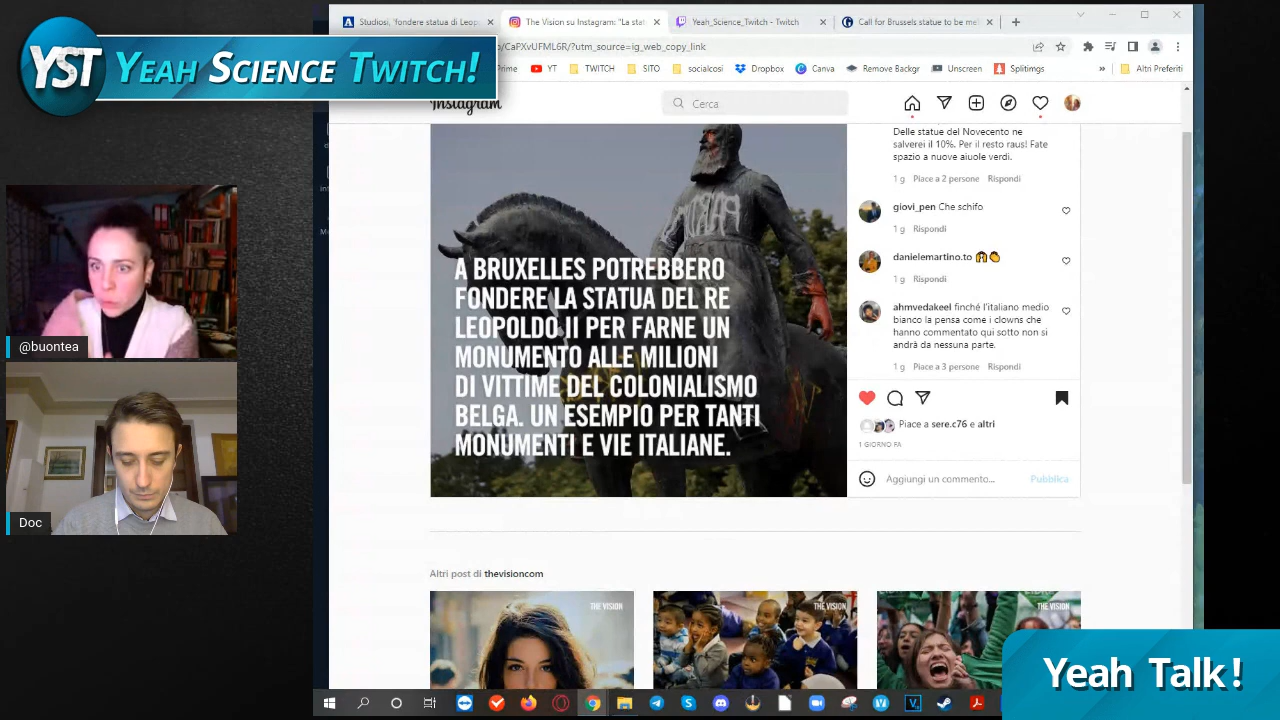 YST YEAH SCIENCE TWITCH!
Studiosi, 'fondere statua di Leop
The Vision su Instagram: "La stat
Yeah_Science_Twitch - Twitch
Call for Brussels statue to be me
/CaPXvUFML6R/?utm_source=ig_web_copy_link
YT
TWITCH
SITO
socialcosi
Dropbox
Canva
Remove Backgr
Unscreen
Splitimgs
»
Altri Preferiti
Instagram
Cerca
Delle statue del Novecento ne
salverei il 10%. Per il resto raus! Fate
spazio a nuove aiuole verdi.
1 g Piace a 2 persone Rispondi
giovi_pen Che schifo
1 g Rispondi
danielemartino.to 🙌👏
1 g Rispondi
ahmvedakeel finché l'italiano medio
bianco la pensa come i clowns che
hanno commentato qui sotto non si
andrà da nessuna parte.
1 g Piace a 3 persone Rispondi
Piace a sere.c76 e altri
1 GIORNO FA
Aggiungi un commento...
Pubblica
A BRUXELLES POTREBBERO
FONDERE LA STATUA DEL RE
LEOPOLDO II PER FARNE UN
MONUMENTO ALLE MILIONI
DI VITTIME DEL COLONIALISMO
BELGA. UN ESEMPIO PER TANTI
MONUMENTI E VIE ITALIANE.
@buontea
Doc
Altri post di thevisioncom
THE VISION
THE VISION
THE VISION
Yeah Talk!